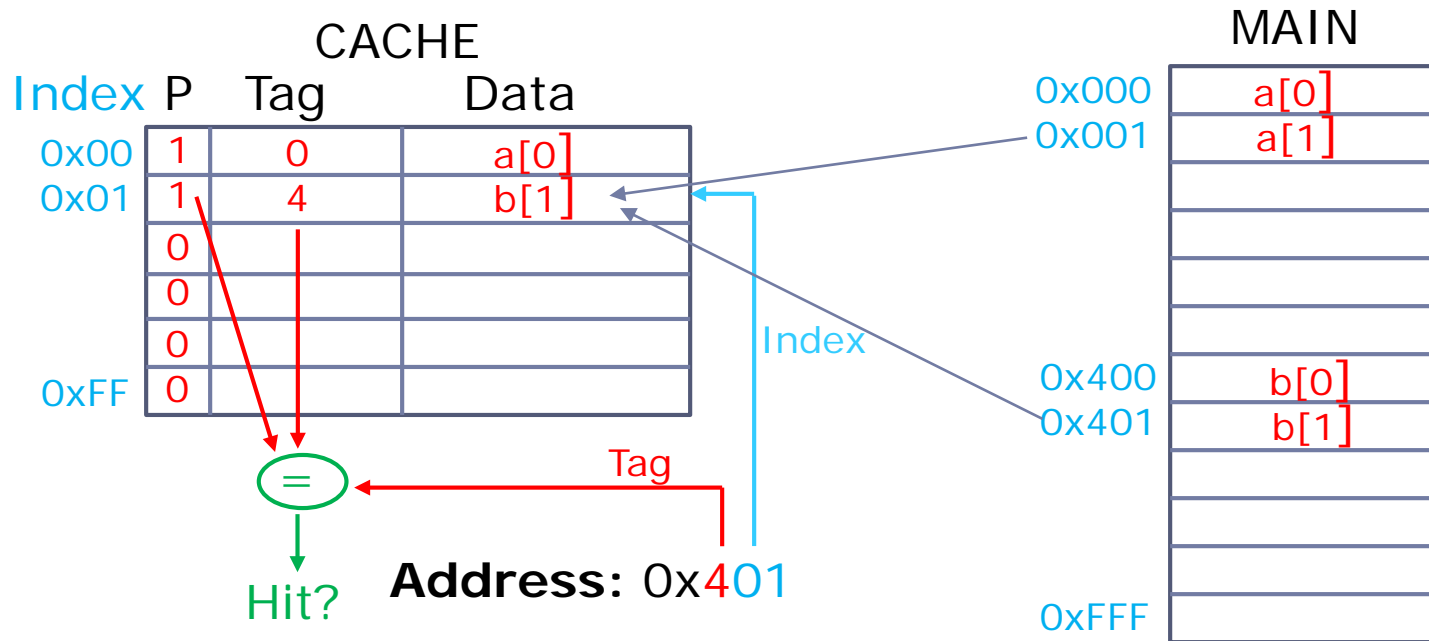 CACHE
Index P Tag Data
0x00 1 0 a[0]
0x01 1 4 b[1]
0
0
0
0xFF 0
Index
Tag
=
Hit?
Address: 0x401
MAIN
0x000 a[0]
0x001 a[1]
0x400 b[0]
0x401 b[1]
0xFFF